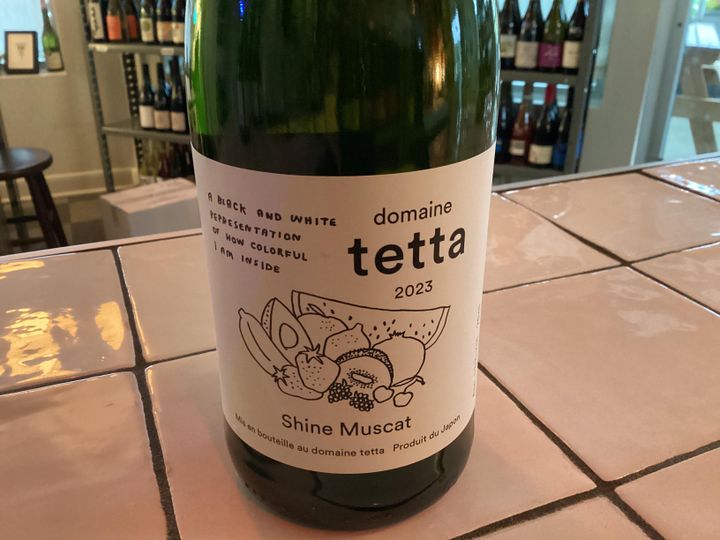 A BLACK AND WHITE
REPRESENTATION
OF HOW COLORFUL
I AM INSIDE
domaine
tetta
2023
Shine Muscat
Mis en bouteille au domaine tetta Produit du Japon